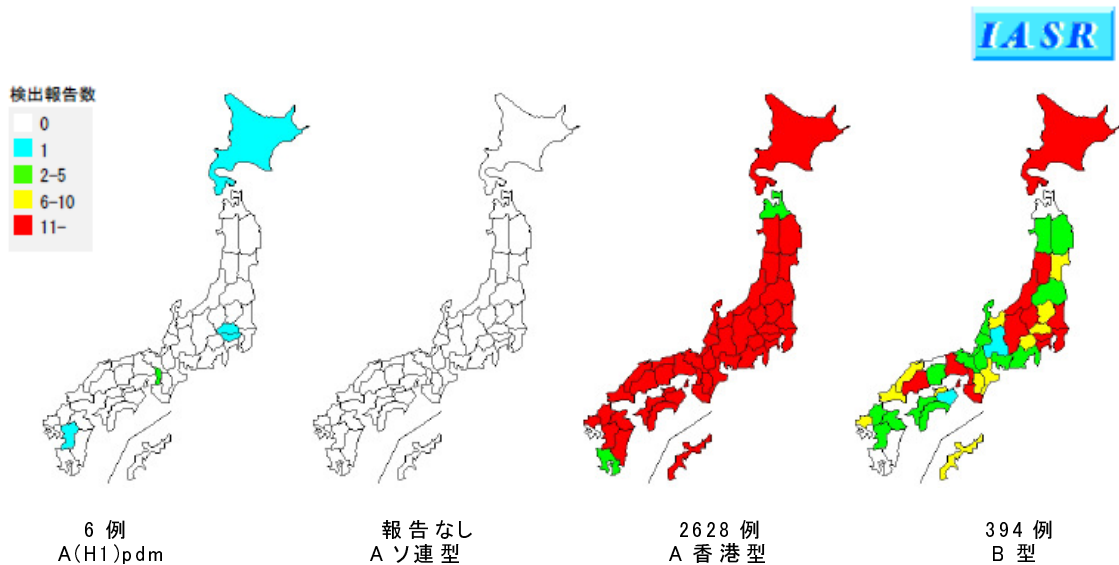 IASR
検出報告数
0
1
2-5
6-10
11-
6 例
A(H1)pdm
報告なし
A ソ連型
2628 例
A 香港型
394 例
B 型